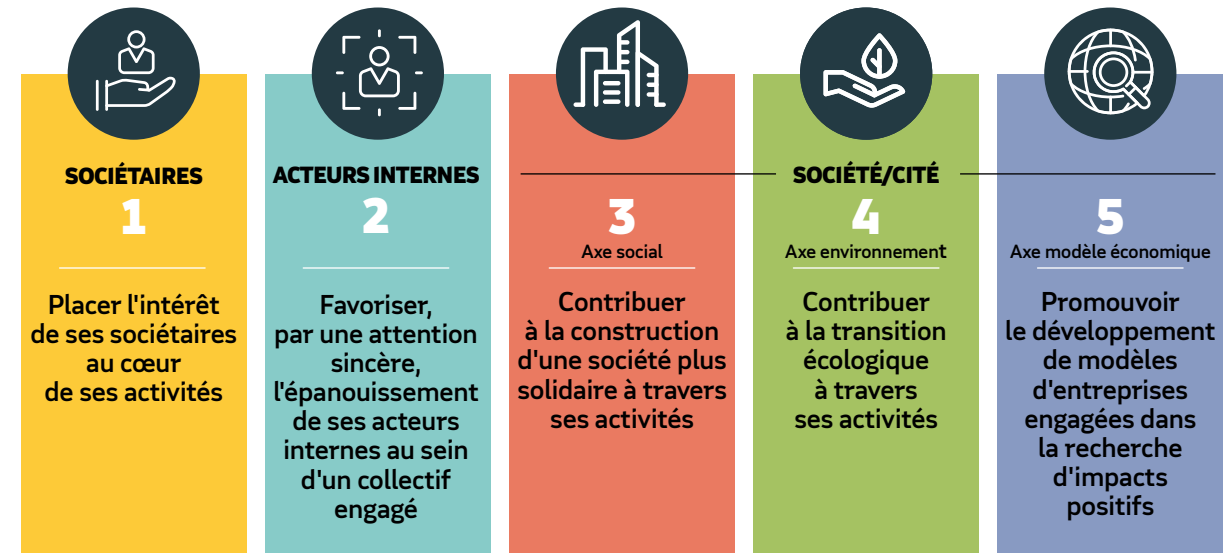 SOCIÉTAIRES
1
Placer l'intérêt
de ses sociétaires
au cœur
de ses activités
ACTEURS INTERNES
2
Favoriser,
par une attention
sincère,
l'épanouissement
de ses acteurs
internes au sein
d'un collectif
engagé
SOCIÉTÉ/CITÉ
3
Axe social
Contribuer
à la construction
d'une société plus
solidaire à travers
ses activités
4
Axe environnement
Contribuer
à la transition
écologique
à travers
ses activités
5
Axe modèle économique
Promouvoir
le développement
de modèles
d'entreprises
engagées dans
la recherche
d'impacts
positifs